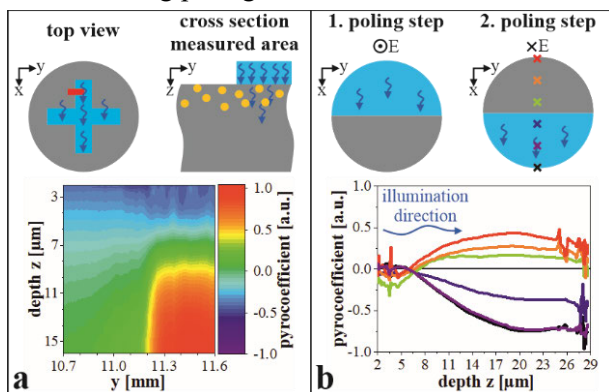 top view
cross section
measured area
y
x
y
z
1. poling step
2. poling step
E
E
y
x
y
x
depth z [µm]
3
7
11
15
10.7
11.0
11.3
11.6
y [mm]
1.0
0.5
0.0
-0.5
-1.0
pyrocoefficient [a.u.]
a
pyrocoefficient [a.u.]
1.0
0.5
0
-0.5
-1.0
illumination
direction
2
5
8
11
14
17
20
23
26
29
depth z [µm]
b